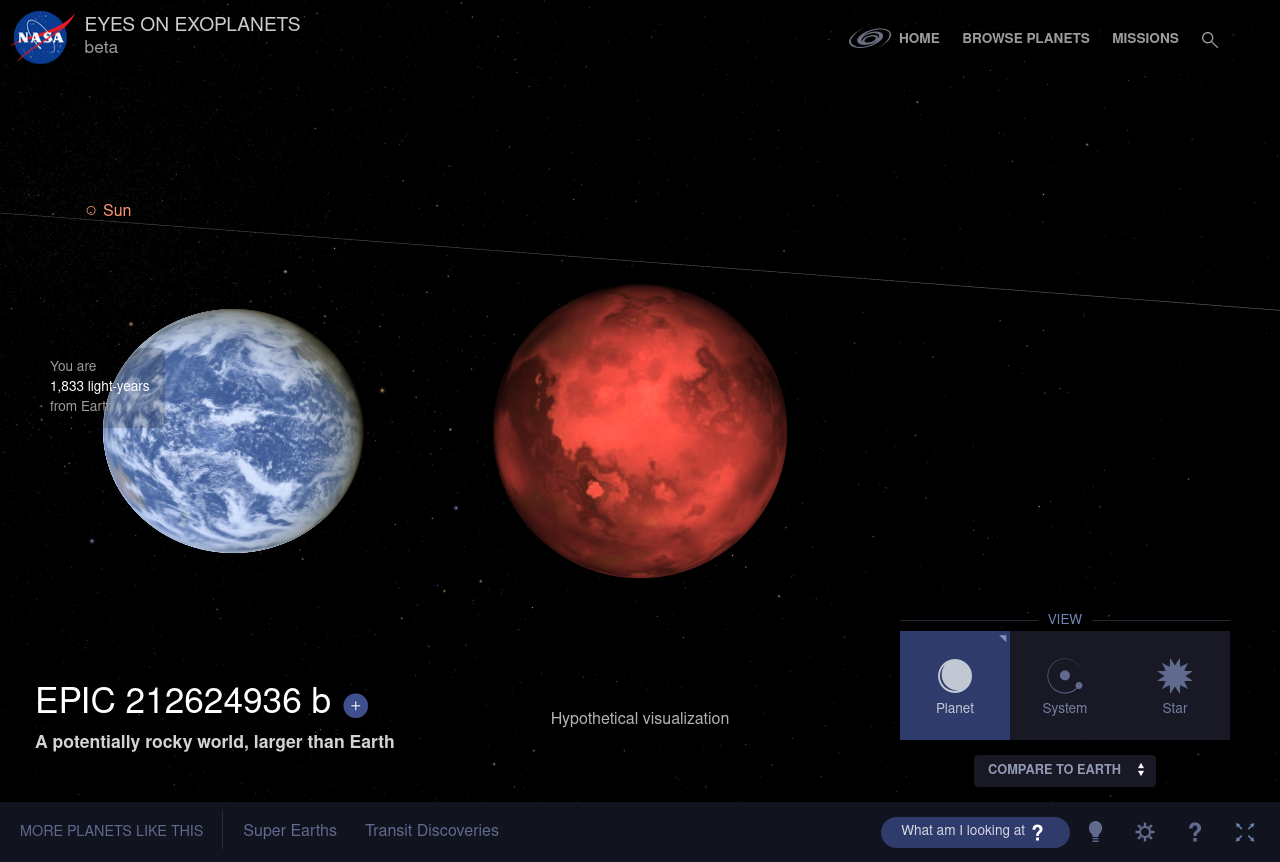 NASA
EYES ON EXOPLANETS
beta
HOME
BROWSE PLANETS
MISSIONS
Sun
You are
1,833 light-years
from Earth
VIEW
Planet
System
Star
EPIC 212624936 b
+
A potentially rocky world, larger than Earth
Hypothetical visualization
COMPARE TO EARTH
MORE PLANETS LIKE THIS
Super Earths
Transit Discoveries
What am I looking at ?
?